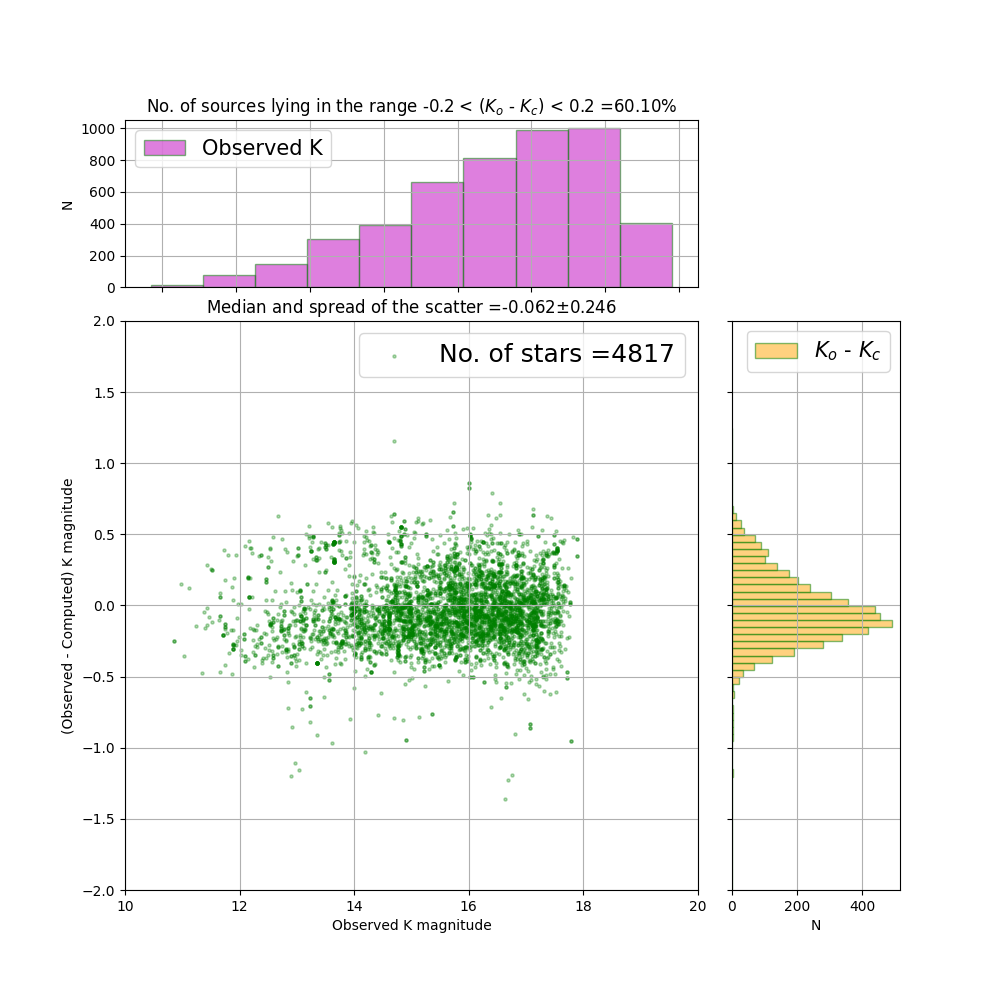 No. of sources lying in the range -0.2 < (Kₒ - K_c) < 0.2 =60.10%
1000
800
600
400
200
0
N
Observed K
Median and spread of the scatter =-0.062±0.246
2.0
1.5
1.0
0.5
0.0
−0.5
−1.0
−1.5
−2.0
(Observed - Computed) K magnitude
No. of stars =4817
10 12 14 16 18 20
Observed K magnitude
Kₒ - K_c
0 200 400
N